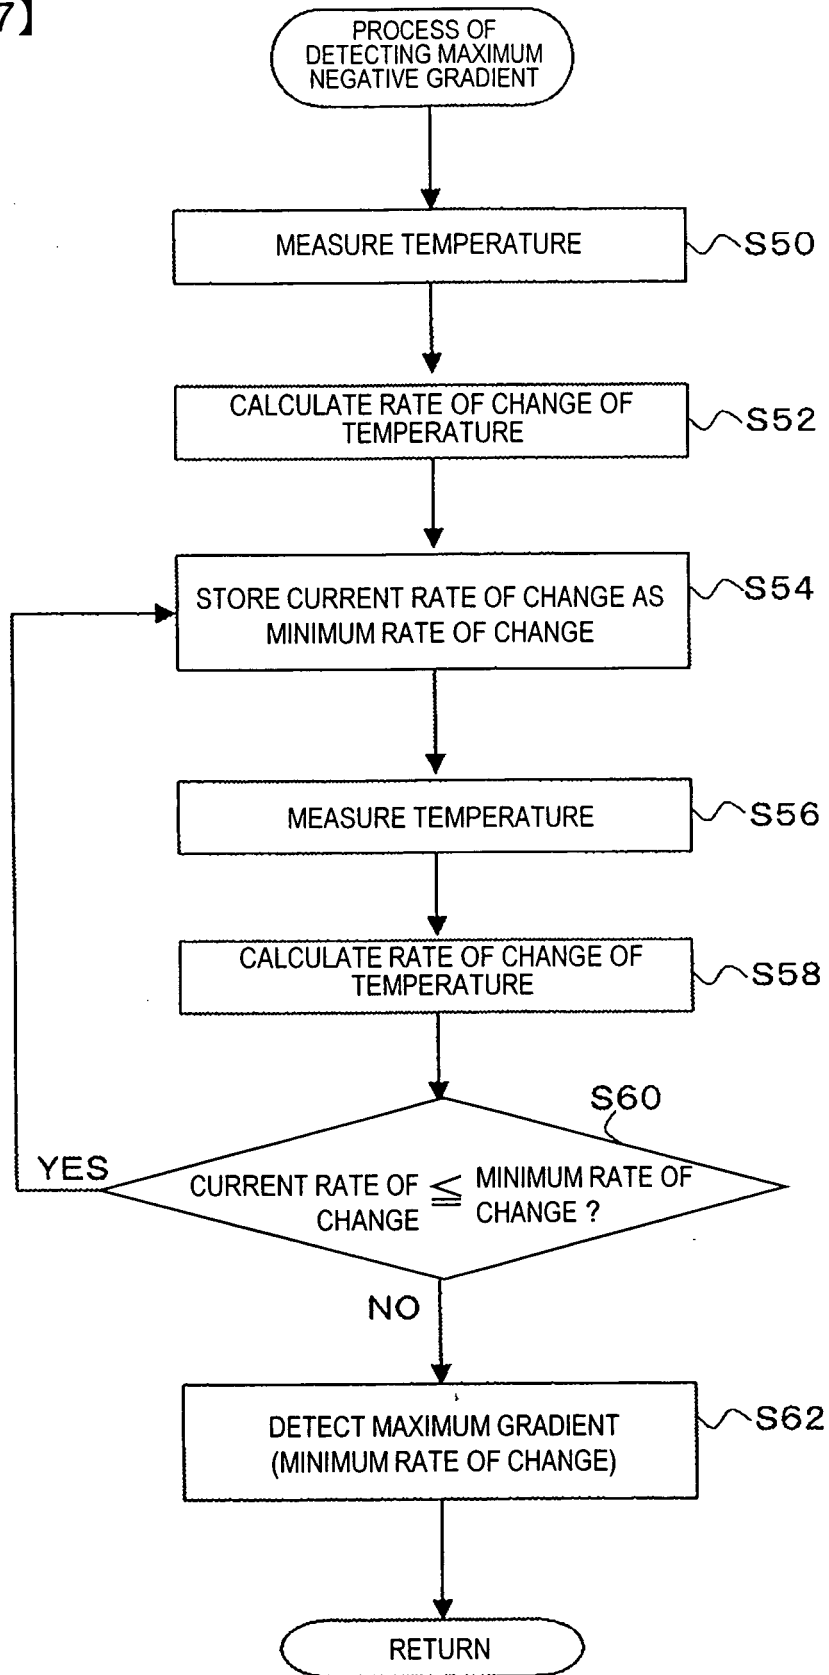 7】
PROCESS OF
DETECTING MAXIMUM
NEGATIVE GRADIENT
MEASURE TEMPERATURE
S50
CALCULATE RATE OF CHANGE OF
TEMPERATURE
S52
STORE CURRENT RATE OF CHANGE AS
MINIMUM RATE OF CHANGE
S54
MEASURE TEMPERATURE
S56
CALCULATE RATE OF CHANGE OF
TEMPERATURE
S58
S60
YES
CURRENT RATE OF
CHANGE
≦
MINIMUM RATE OF
CHANGE ?
NO
DETECT MAXIMUM GRADIENT
(MINIMUM RATE OF CHANGE)
S62
RETURN